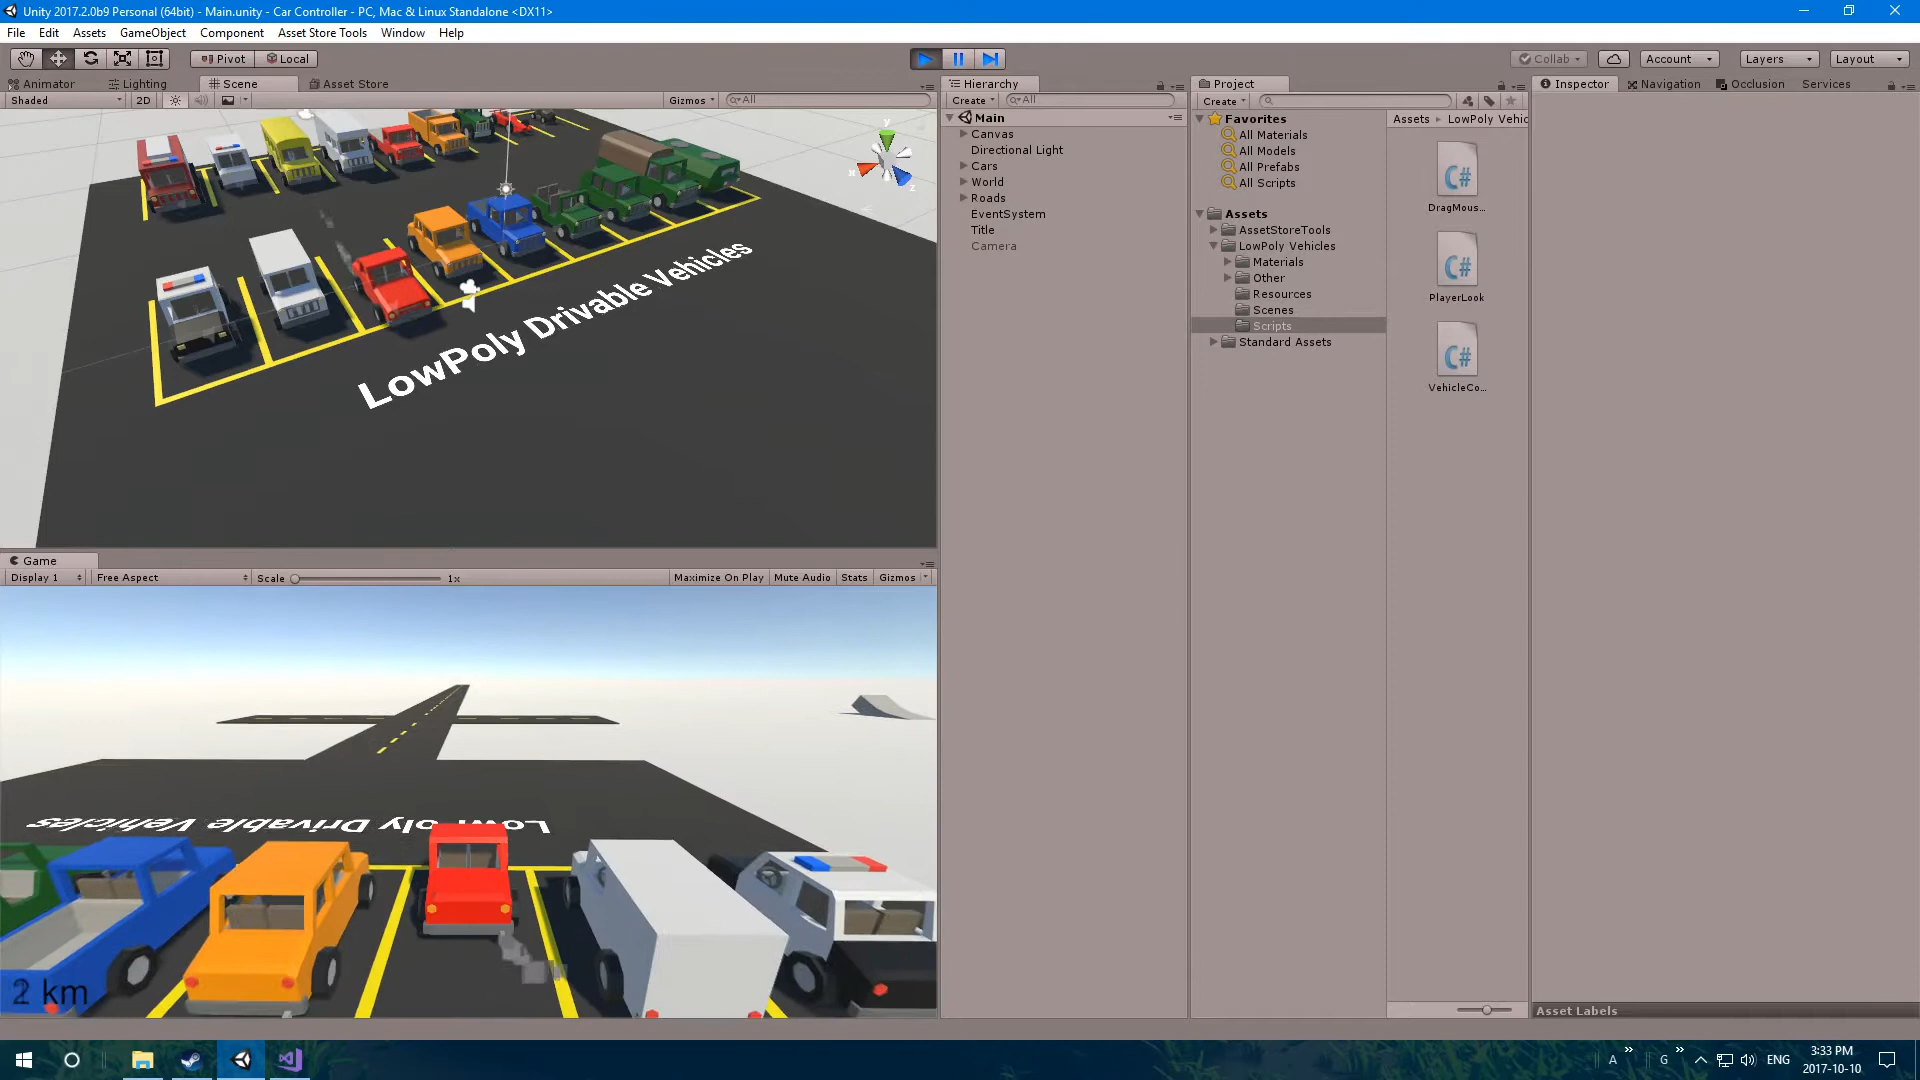 Unity 2017.2.0b9 Personal (64bit) - Main.unity - Car Controller - PC, Mac & Linux Standalone <DX11>
File Edit Assets GameObject Component Asset Store Tools Window Help
Pivot Local Collab Account Layers Layout
Animator Lighting Scene Asset Store
Shaded 2D Gizmos All
y
x
z
LowPoly Drivable Vehicles
Game
Display 1 Free Aspect Scale 1x Maximize On Play Mute Audio Stats Gizmos
LowPoly Drivable Vehicles
2 km
Hierarchy
Create All
Main
Canvas
Directional Light
Cars
World
Roads
EventSystem
Title
Camera
Project
Create
Favorites
All Materials
All Models
All Prefabs
All Scripts
Assets
AssetStoreTools
LowPoly Vehicles
Materials
Other
Resources
Scenes
Scripts
Standard Assets
Assets LowPoly Vehic
C#
DragMous...
C#
PlayerLook
C#
VehicleCo...
Inspector Navigation Occlusion Services
Asset Labels
A G ENG
3:33 PM
2017-10-10